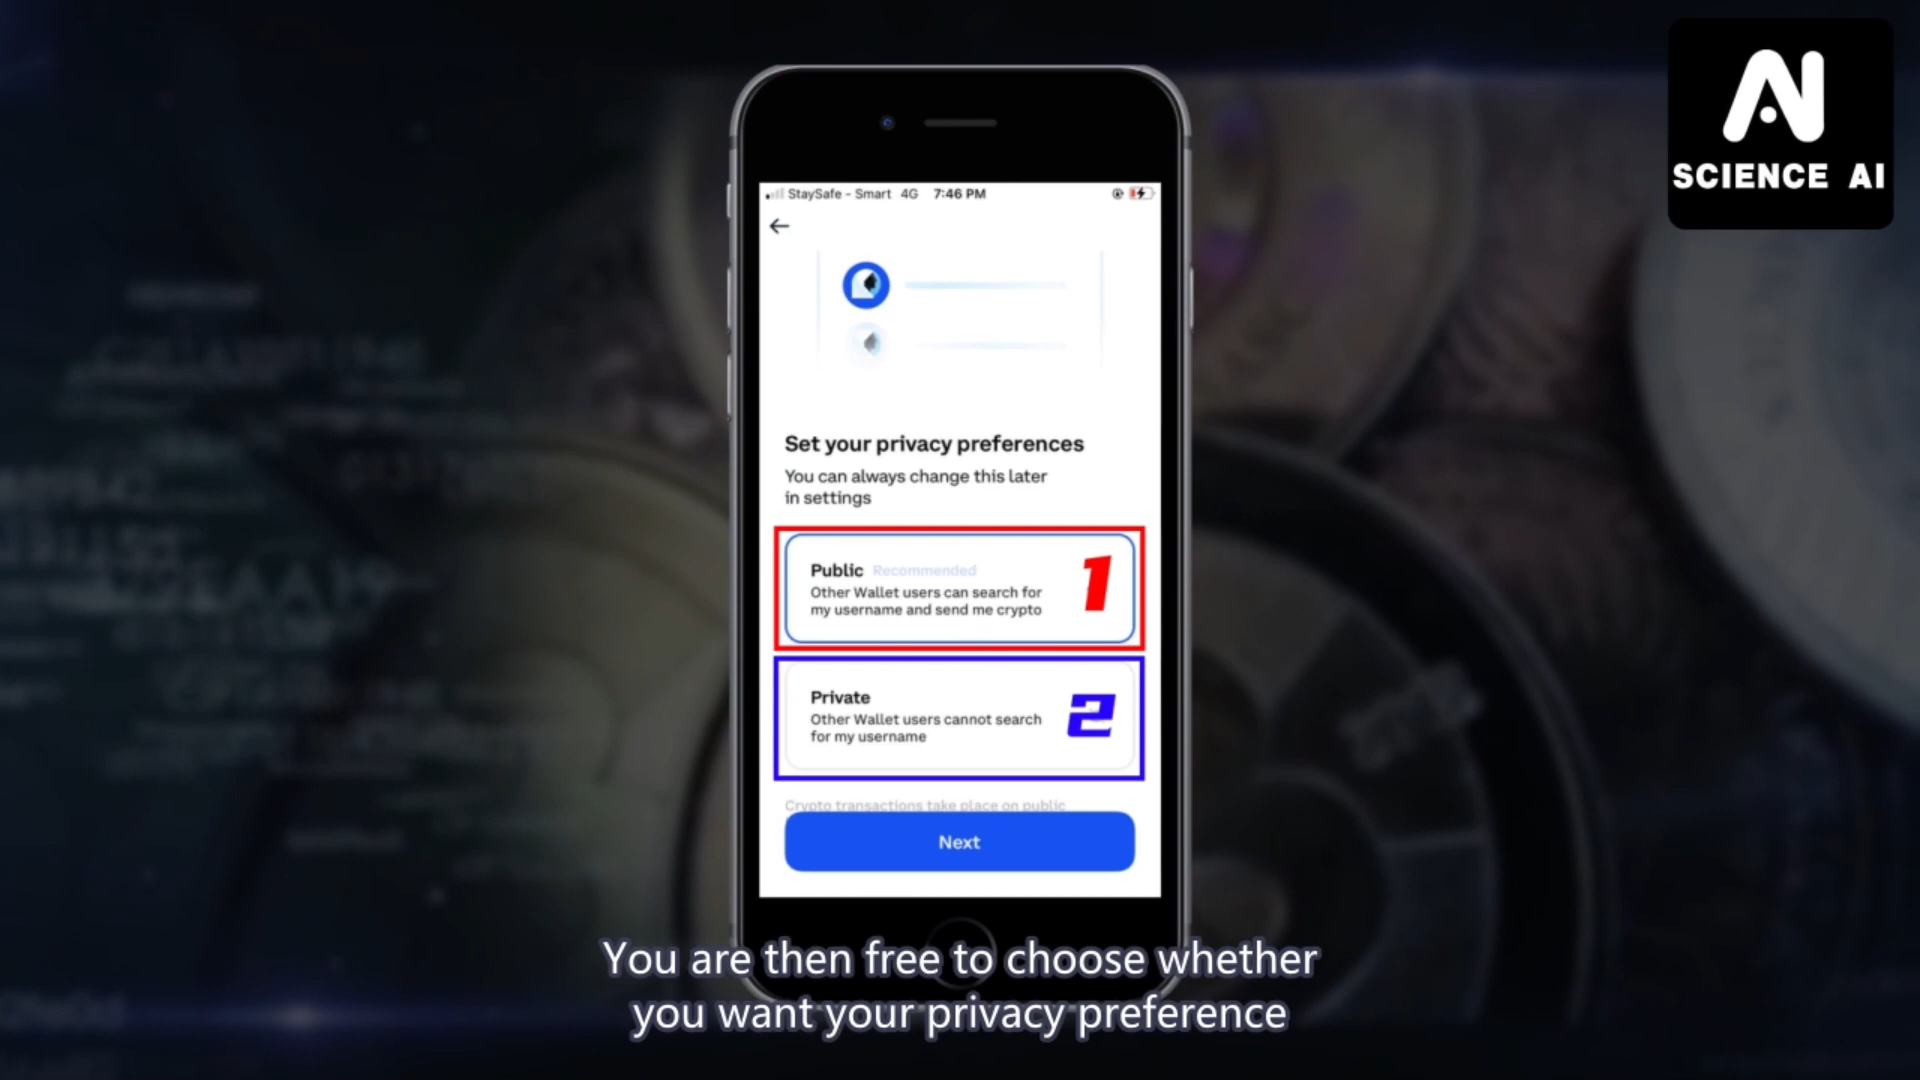 SCIENCE AI
StaySafe - Smart 4G 7:46 PM
Set your privacy preferences
You can always change this later
in settings
Public Recommended
Other Wallet users can search for
my username and send me crypto
1
Private
Other Wallet users cannot search
for my username
2
Crypto transactions take place on public
Next
You are then free to choose whether
you want your privacy preference